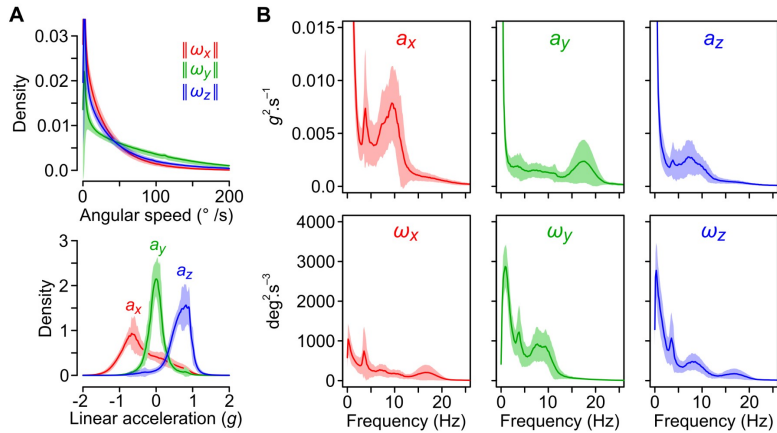 A
0.03
0.02
0.01
0.0
Density
‖ωx‖
‖ωy‖
‖ωz‖
0 100 200
Angular speed (° /s)
3
2
1
0
Density
ax
ay
az
-2 -1 0 1 2
Linear acceleration (g)
B
0.015
0.010
0.005
0.0
g².s⁻¹
ax
ay
az
4000
3000
2000
1000
0
deg².s⁻³
ωx
ωy
ωz
0 10 20
0 10 20
0 10 20
Frequency (Hz)
Frequency (Hz)
Frequency (Hz)